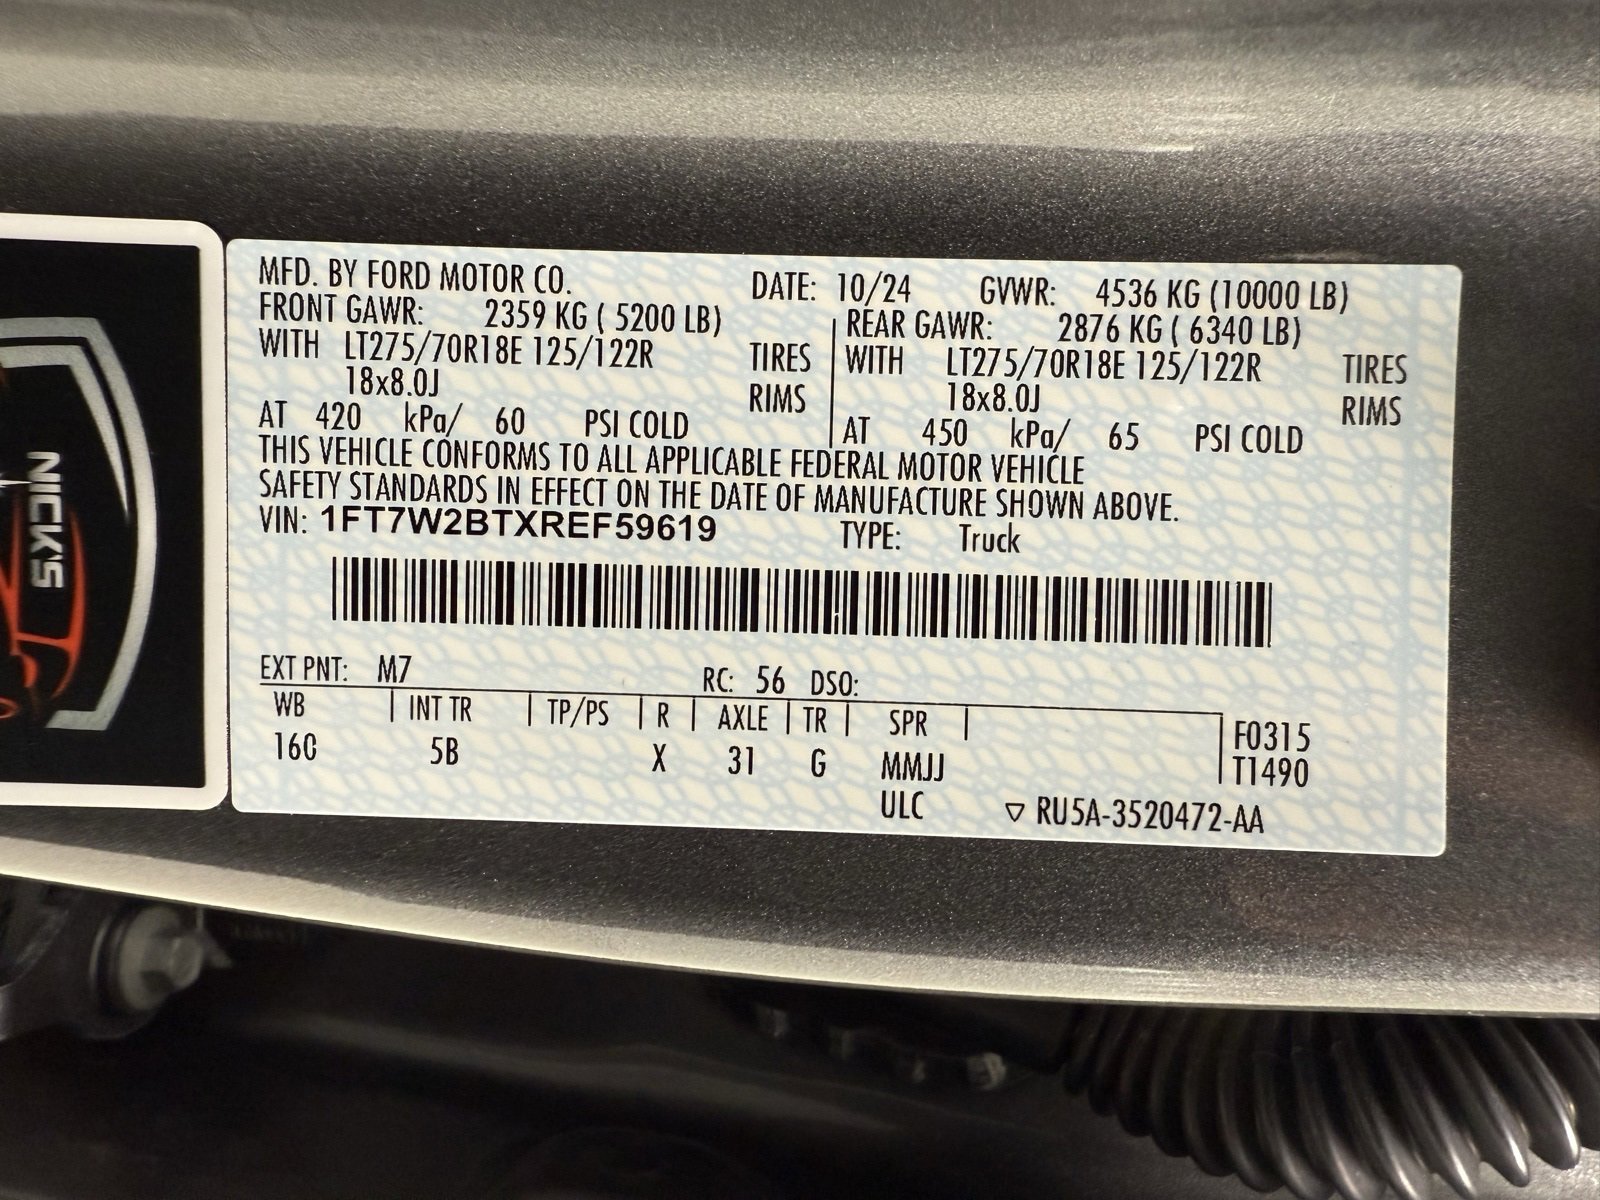 NICK'S
MFD. BY FORD MOTOR CO. DATE: 10/24 GVWR: 4536 KG (10000 LB)
FRONT GAWR: 2359 KG ( 5200 LB) REAR GAWR: 2876 KG ( 6340 LB)
WITH LT275/70R18E 125/122R TIRES WITH LT275/70R18E 125/122R TIRES
18x8.0J RIMS 18x8.0J RIMS
AT 420 kPa/ 60 PSI COLD AT 450 kPa/ 65 PSI COLD
THIS VEHICLE CONFORMS TO ALL APPLICABLE FEDERAL MOTOR VEHICLE
SAFETY STANDARDS IN EFFECT ON THE DATE OF MANUFACTURE SHOWN ABOVE.
VIN: 1FT7W2BTXREF59619 TYPE: Truck
EXT PNT: M7 RC: 56 DSO:
WB | INT TR | TP/PS | R | AXLE | TR | SPR | F0315
160 5B X 31 G MMJJ T1490
ULC ▽ RU5A-3520472-AA